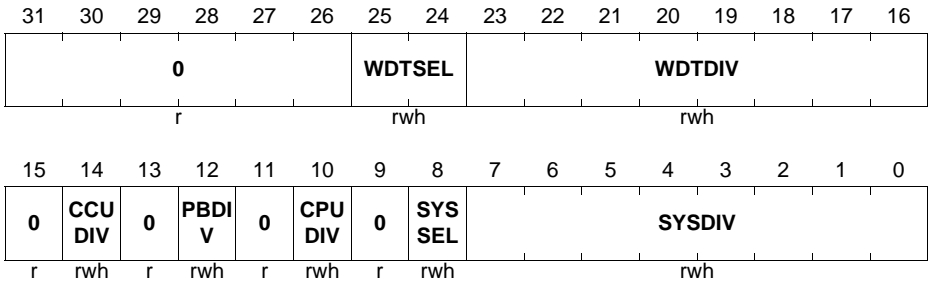 31 30 29 28 27 26 25 24 23 22 21 20 19 18 17 16
0 WDTSEL WDTDIV
r rwh rwh
15 14 13 12 11 10 9 8 7 6 5 4 3 2 1 0
0 CCU DIV 0 PBDI V 0 CPU DIV 0 SYS SEL SYSDIV
r rwh r rwh r rwh r rwh rwh